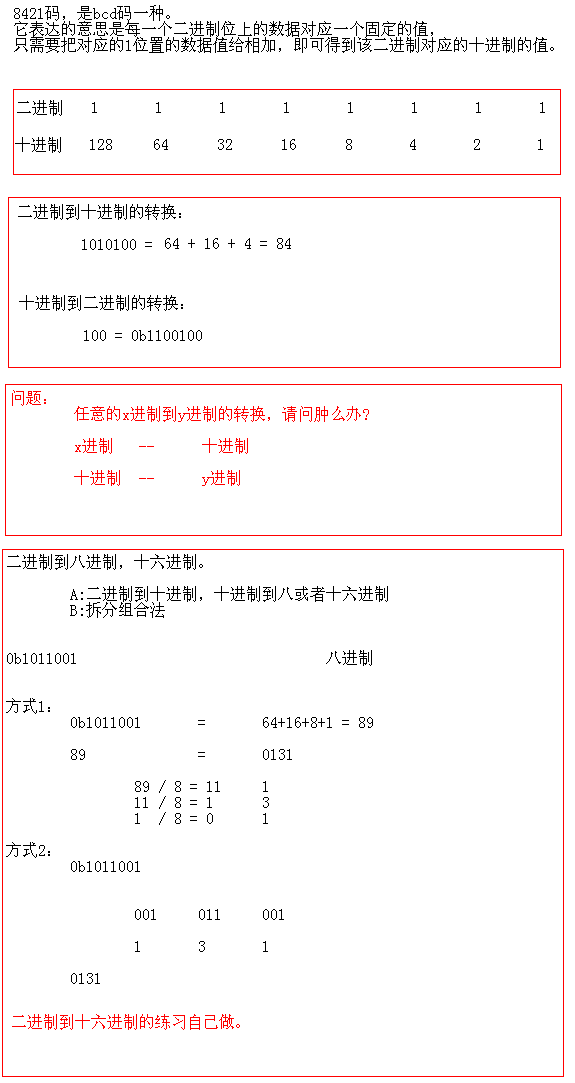 8421码，是bcd码一种。
它表达的意思是每一个二进制位上的数据对应一个固定的值，
只需要把对应的1位置的数据值给相加，即可得到该二进制对应的十进制的值。
二进制 1 1 1 1 1 1 1 1
十进制 128 64 32 16 8 4 2 1
二进制到十进制的转换：
1010100 = 64 + 16 + 4 = 84
十进制到二进制的转换：
100 = 0b1100100
问题：
任意的x进制到y进制的转换，请问肿么办?
x进制 -- 十进制
十进制 -- y进制
二进制到八进制，十六进制。
A:二进制到十进制，十进制到八或者十六进制
B:拆分组合法
0b1011001 八进制
方式1：
0b1011001 = 64+16+8+1 = 89
89 = 0131
89 / 8 = 11 1
11 / 8 = 1 3
1 / 8 = 0 1
方式2：
0b1011001
001 011 001
1 3 1
0131
二进制到十六进制的练习自己做。